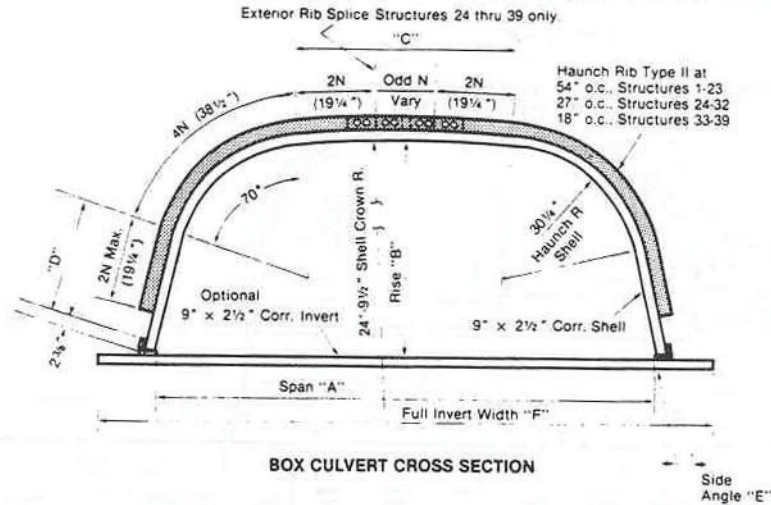 Exterior Rib Splice Structures 24 thru 39 only.
"C"
2N
Odd N
2N
(19¼")
Vary
(19¼")
Haunch Rib Type II at
54" o.c., Structures 1-23
27" o.c., Structures 24-32
18" o.c., Structures 33-39
4N (38½")
70°
"D"
2N Max.
(19¼")
2⅜"
24'-9½" Shell Crown R.
Rise "B"
30¼"
Haunch R
Shell
Optional
9" × 2½" Corr. Invert
9" × 2½" Corr. Shell
Span "A"
Full Invert Width "F"
BOX CULVERT CROSS SECTION
Side
Angle "E"